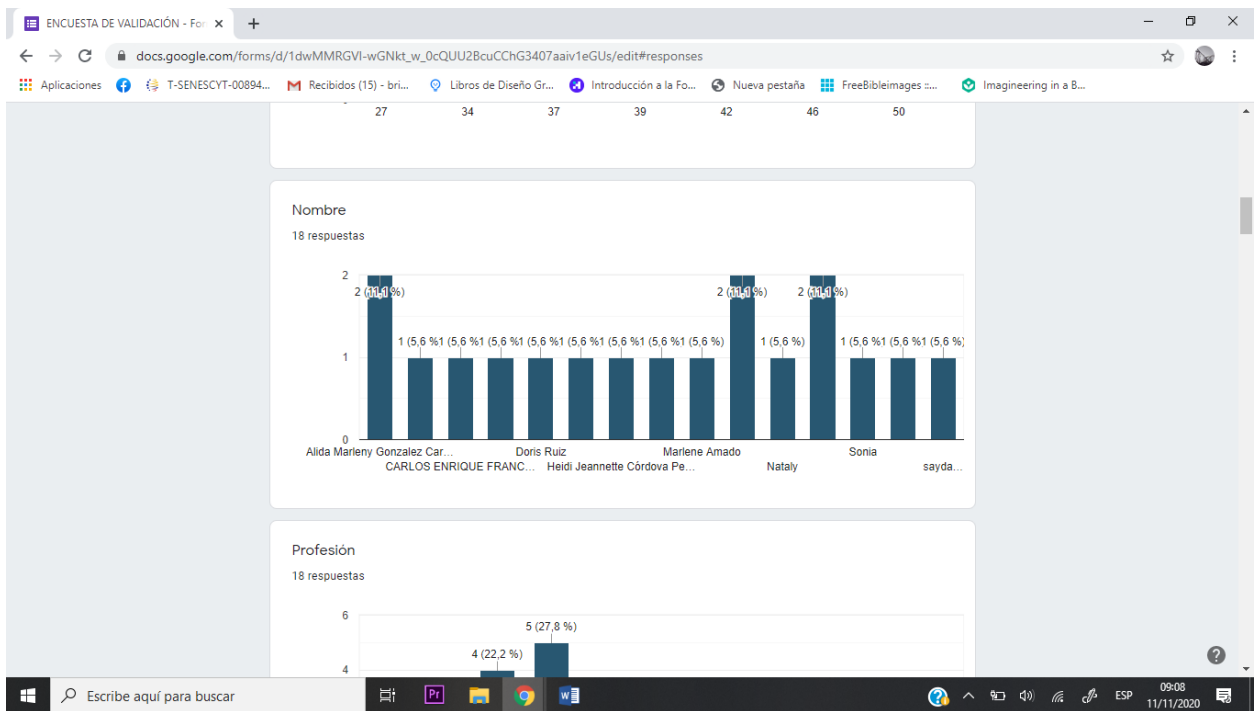 ENCUESTA DE VALIDACIÓN - For
docs.google.com/forms/d/1dwMMRGVI-wGNkt_w_0cQUU2BcuCChG3407aaiv1eGUs/edit#responses
Aplicaciones T-SENESCYT-00894... Recibidos (15) - bri... Libros de Diseño Gr... Introducción a la Fo... Nueva pestaña FreeBibleimages ::... Imagineering in a B...
27 34 37 39 42 46 50
Nombre
18 respuestas
2
2 (11,1 %) 2 (11,1 %) 2 (11,1 %)
1 (5,6 %1 (5,6 %1 (5,6 %1 (5,6 %1 (5,6 %1 (5,6 %1 (5,6 %1 (5,6 %) 1 (5,6 %) 1 (5,6 %1 (5,6 %1 (5,6 %)
1
0
Alida Marleny Gonzalez Car... Doris Ruiz Marlene Amado Sonia
CARLOS ENRIQUE FRANC... Heidi Jeannette Córdova Pe... Nataly sayda...
Profesión
18 respuestas
6
5 (27,8 %)
4 (22,2 %)
4
Escribe aquí para buscar
Pr
ESP
09:08
11/11/2020